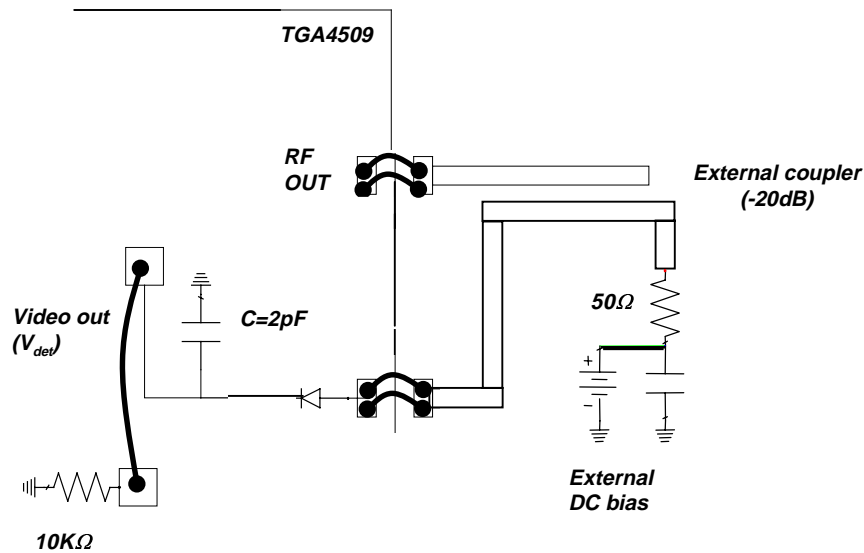 TGA4509
RF
OUT
External coupler
(-20dB)
50Ω
Video out
(Vdet)
C=2pF
+
-
External
DC bias
10KΩ